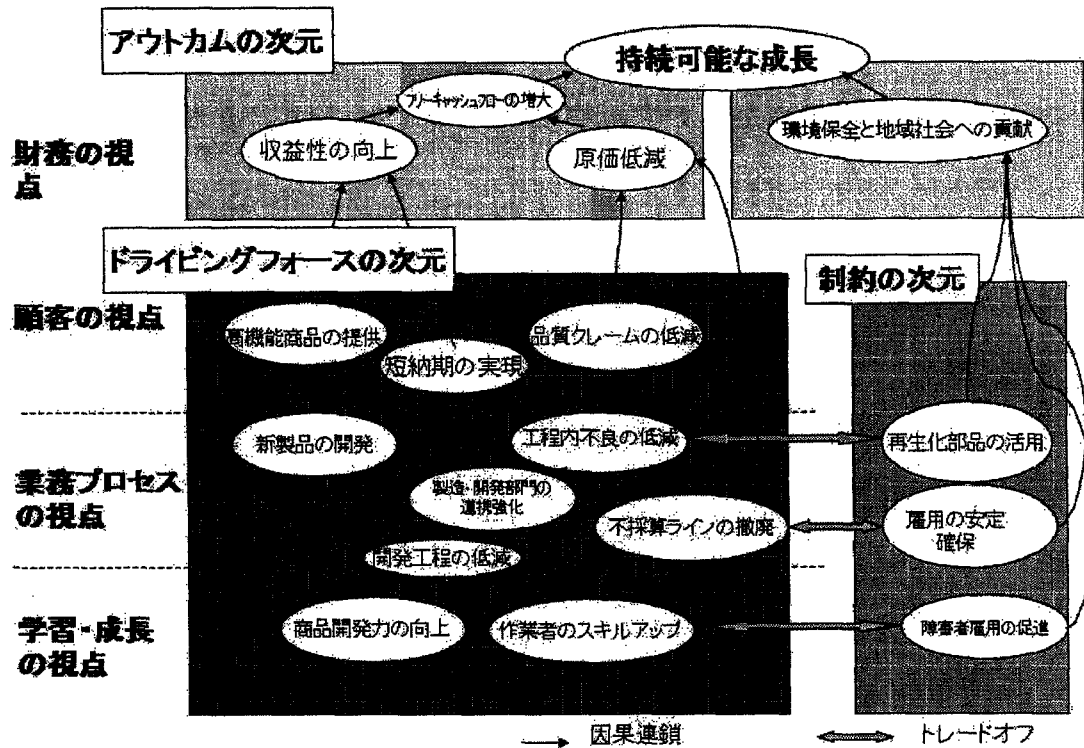 アウトカムの次元
持続可能な成長
フリーキャッシュフローの増大
環境保全と地域社会への貢献
財務の視
点
収益性の向上
原価低減
ドライビングフォースの次元
制約の次元
顧客の視点
高機能商品の提供
短納期の実現
品質クレームの低減
新製品の開発
工程内不良の低減
再生化部品の活用
業務プロセス
の視点
製造・開発部門の
連携強化
不採算ラインの撤廃
雇用の安定
確保
開発工程の低減
学習・成長
の視点
商品開発力の向上
作業者のスキルアップ
障害者雇用の促進
因果連鎖
トレードオフ